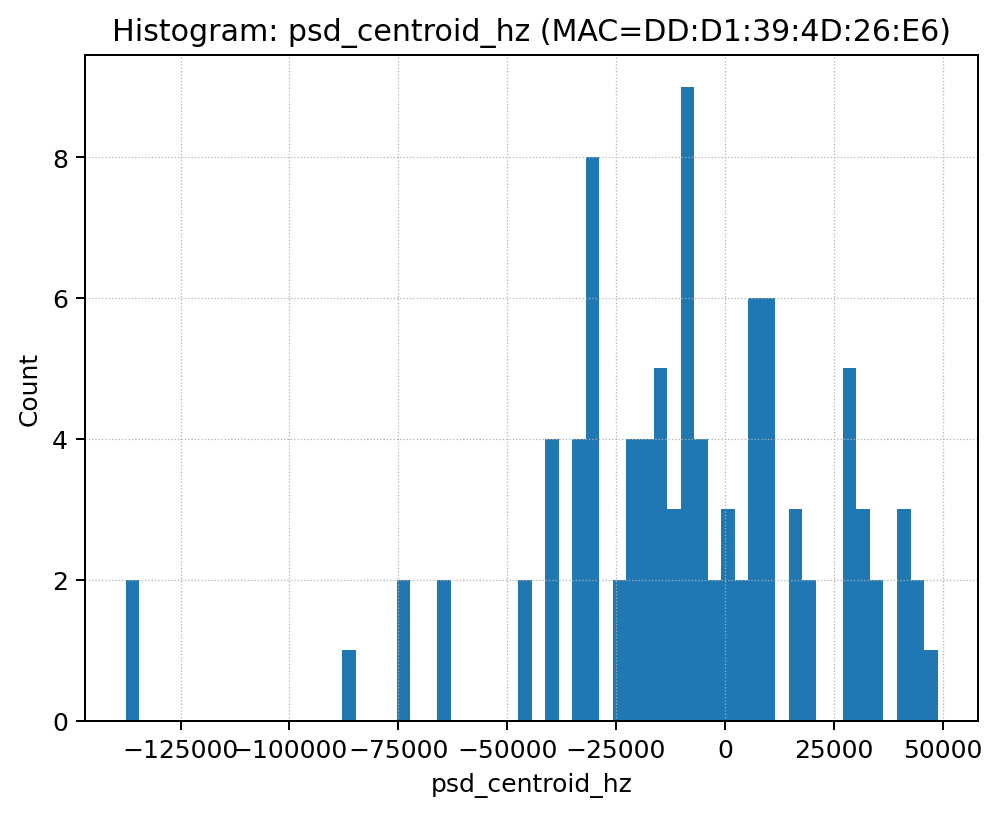 Histogram: psd_centroid_hz (MAC=DD:D1:39:4D:26:E6)
8
6
4
2
0
Count
−125000 −100000 −75000 −50000 −25000 0 25000 50000
psd_centroid_hz